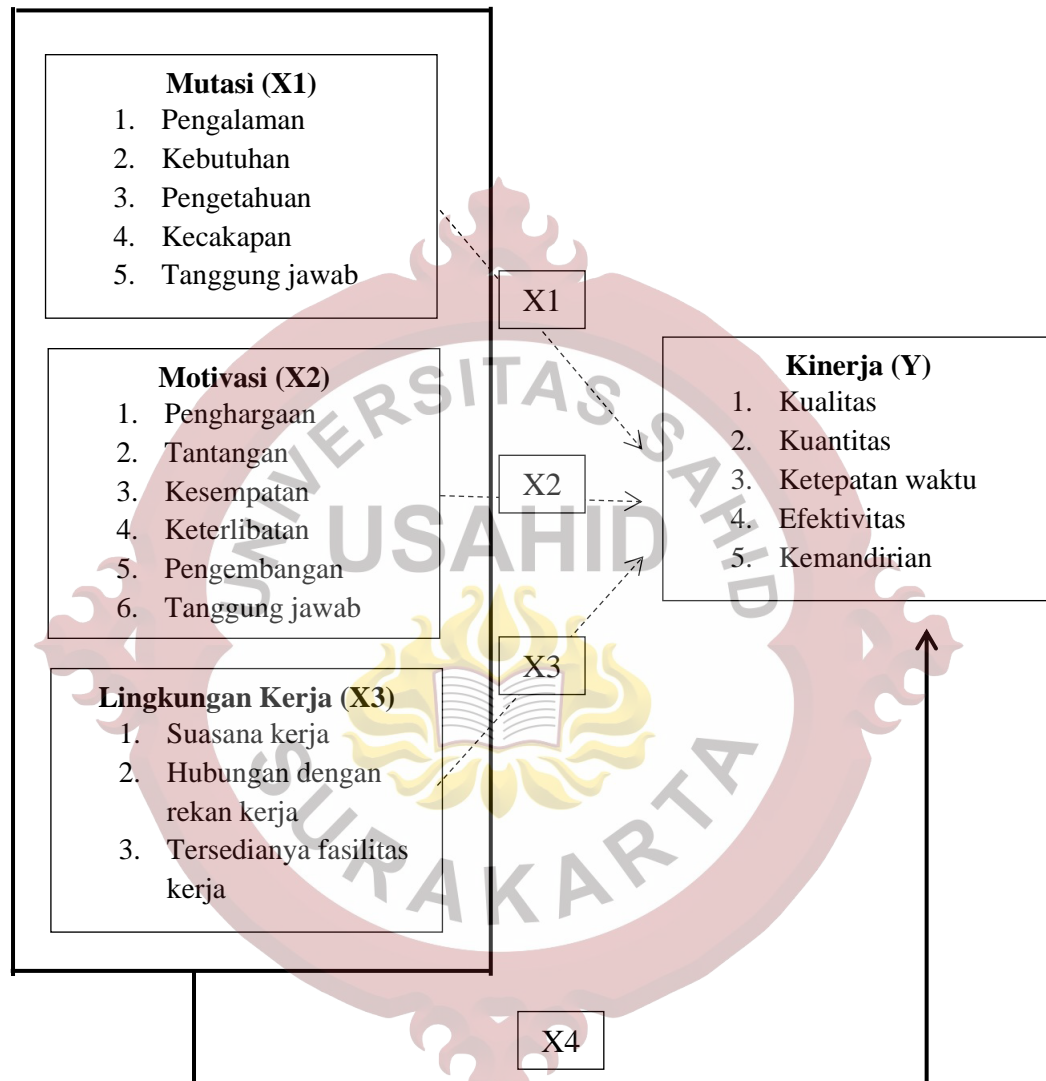 Mutasi (X1)
1. Pengalaman
2. Kebutuhan
3. Pengetahuan
4. Kecakapan
5. Tanggung jawab
Motivasi (X2)
1. Penghargaan
2. Tantangan
3. Kesempatan
4. Keterlibatan
5. Pengembangan
6. Tanggung jawab
Lingkungan Kerja (X3)
1. Suasana kerja
2. Hubungan dengan
rekan kerja
3. Tersedianya fasilitas
kerja
X1
X2
X3
X4
Kinerja (Y)
1. Kualitas
2. Kuantitas
3. Ketepatan waktu
4. Efektivitas
5. Kemandirian
UNIVERSITAS SAHID
USAHID
SURAKARTA